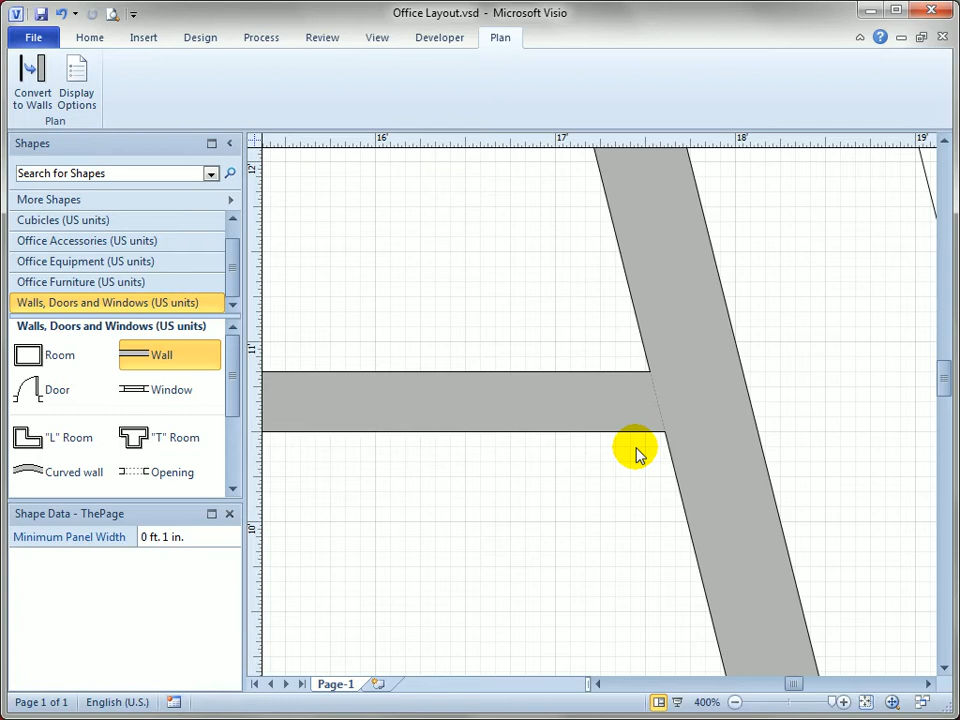 Office Layout.vsd - Microsoft Visio
File Home Insert Design Process Review View Developer Plan
Convert to Walls
Display Options
Plan
Shapes
Search for Shapes
More Shapes
Cubicles (US units)
Office Accessories (US units)
Office Equipment (US units)
Office Furniture (US units)
Walls, Doors and Windows (US units)
Walls, Doors and Windows (US units)
Room Wall
Door Window
"L" Room "T" Room
Curved wall Opening
Shape Data - ThePage
Minimum Panel Width 0 ft. 1 in.
16' 17' 18' 19'
12'
11'
10'
Page-1
Page 1 of 1 English (U.S.) 400%